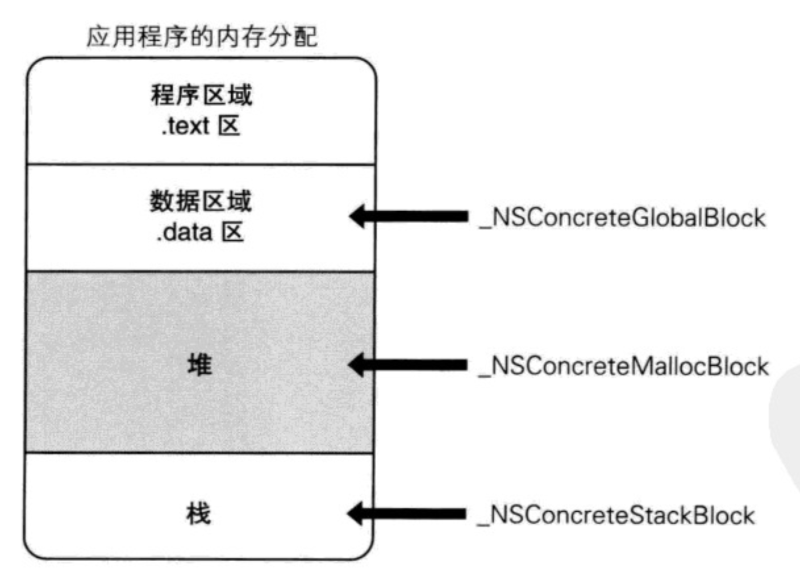 应用程序的内存分配
程序区域
.text 区
数据区域
.data 区
_NSConcreteGlobalBlock
堆
_NSConcreteMallocBlock
栈
_NSConcreteStackBlock